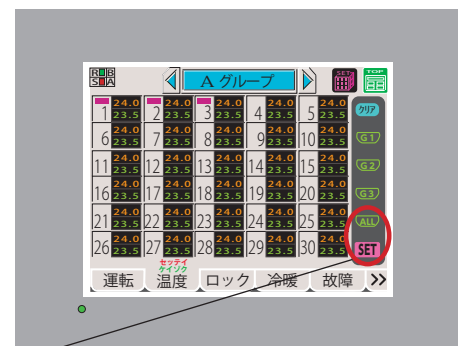 R B SET TOP
S A A グループ
1 24.0 23.5 2 24.0 23.5 3 24.0 23.5 4 24.0 23.5 5 24.0 23.5 クリア
6 24.0 23.5 7 24.0 23.5 8 24.0 23.5 9 24.0 23.5 10 24.0 23.5 G1
11 24.0 23.5 12 24.0 23.5 13 24.0 23.5 14 24.0 23.5 15 24.0 23.5 G2
16 24.0 23.5 17 24.0 23.5 18 24.0 23.5 19 24.0 23.5 20 24.0 23.5 G3
21 24.0 23.5 22 24.0 23.5 23 24.0 23.5 24 24.0 23.5 25 24.0 23.5 ALL
26 24.0 23.5 27 24.0 23.5 28 24.0 23.5 29 24.0 23.5 30 24.0 23.5 SET
セッテイ
ケイソク
運転 温度 ロック 冷暖 故障 >>